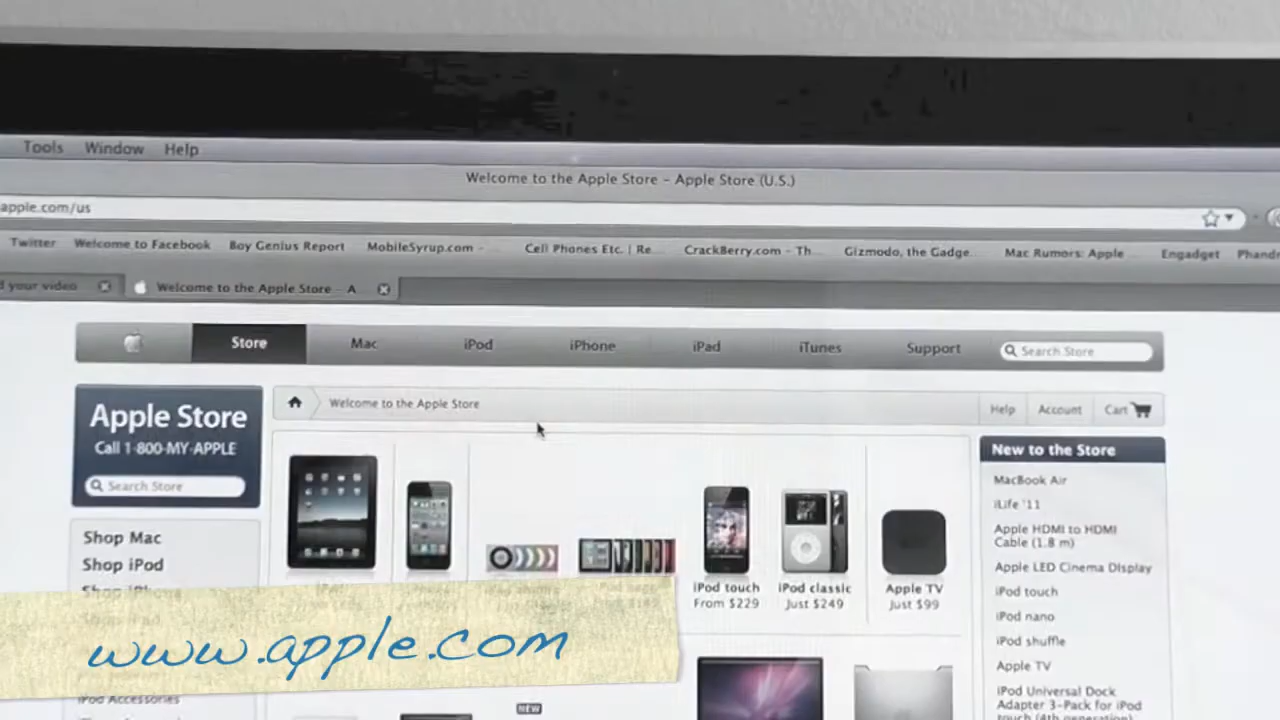 Tools Window Help
Welcome to the Apple Store – Apple Store (U.S.)
apple.com/us
Twitter Welcome to Facebook Boy Genius Report MobileSyrup.com - ... Cell Phones Etc. | Re... CrackBerry.com – Th... Gizmodo, the Gadge... Mac Rumors: Apple ... Engadget Phandr
d your video Welcome to the Apple Store – A...
Store Mac iPod iPhone iPad iTunes Support Search Store
Apple Store
Call 1-800-MY-APPLE
Search Store
Welcome to the Apple Store
Help Account Cart
New to the Store
MacBook Air
iLife '11
Apple HDMI to HDMI
Cable (1.8 m)
Apple LED Cinema Display
iPod touch
iPod nano
iPod shuffle
Apple TV
iPod Universal Dock
Adapter 3-Pack for iPod
touch (4th generation)
Shop Mac
Shop iPod
iPod touch
From $229
iPod classic
Just $249
Apple TV
Just $99
www.apple.com
iPod Accessories
NEW